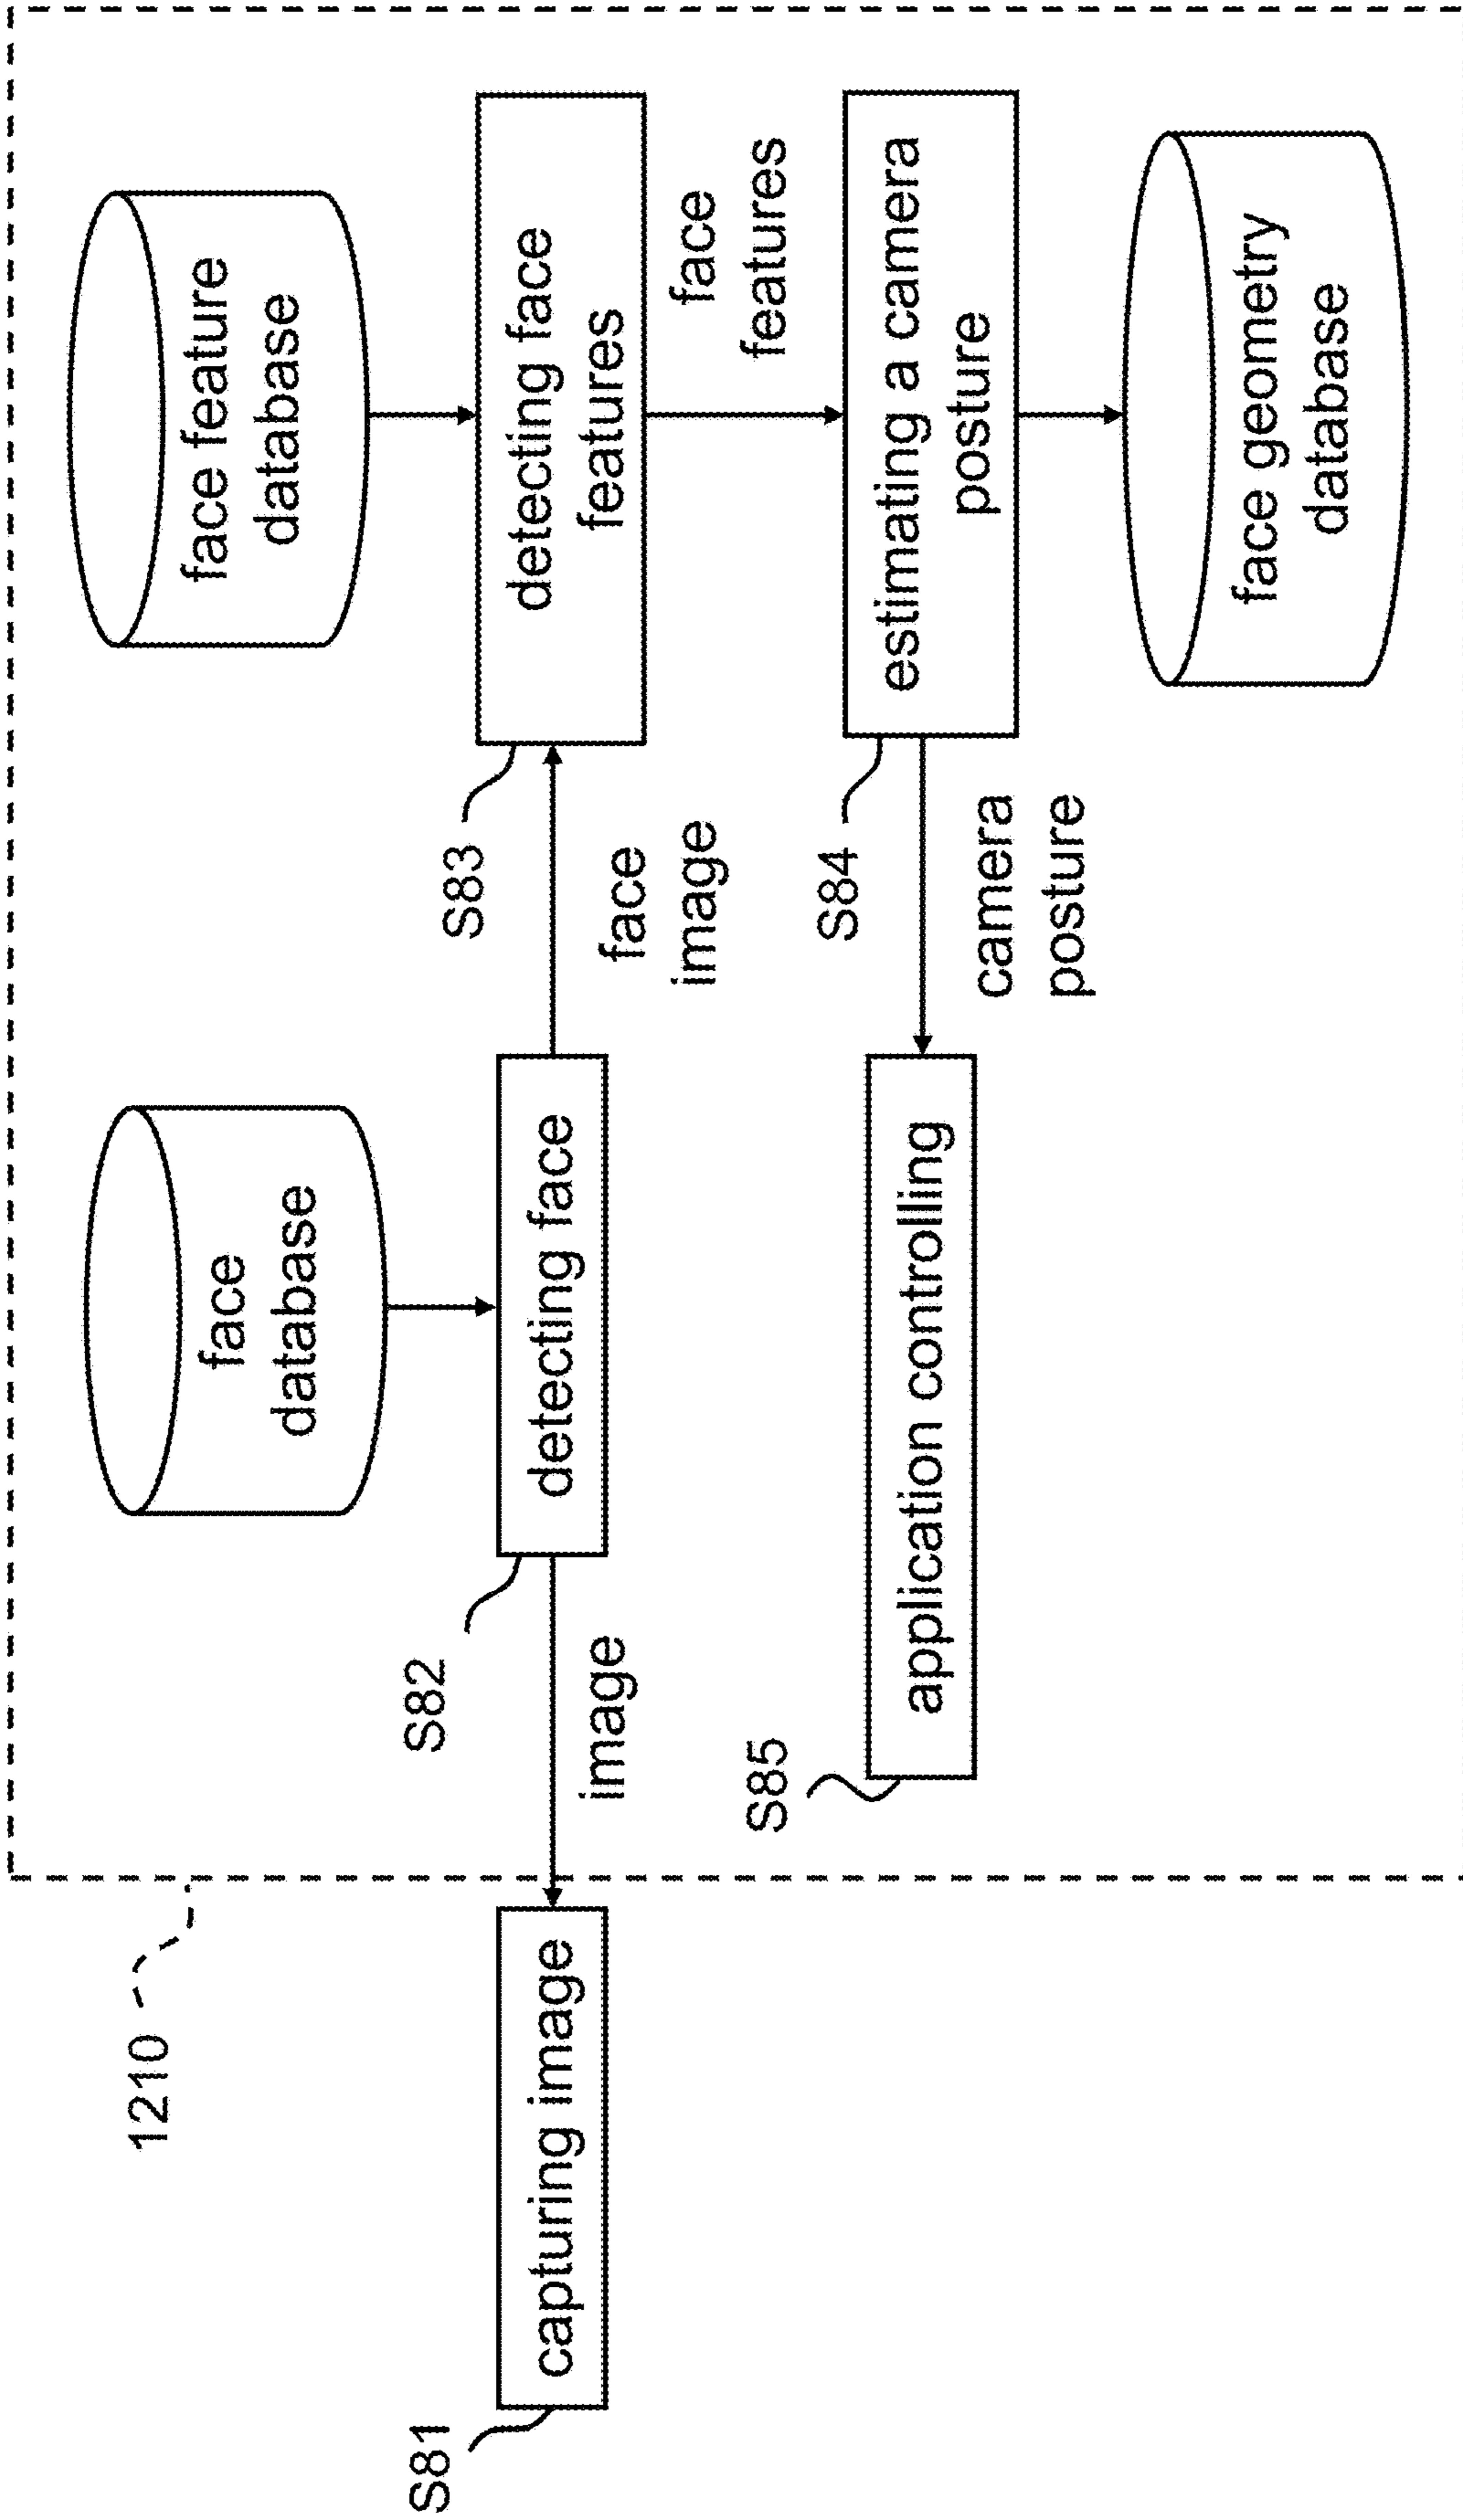 1210
face
database
face feature
database
S81
capturing image
image
S82
detecting face
face
image
S83
detecting face
features
face
features
S85
application controlling
camera
posture
S84
estimating a camera
posture
face geometry
database